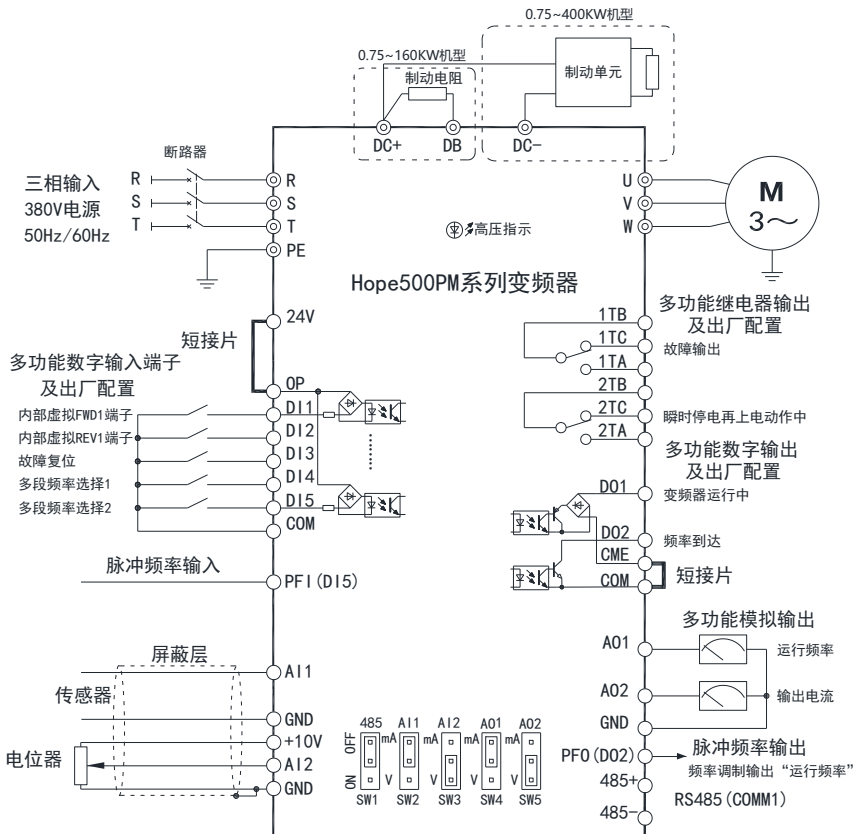 0.75~400KW机型
0.75~160KW机型
制动电阻
制动单元
DC+
DB
DC-
断路器
三相输入
380V电源
50Hz/60Hz
R
S
T
R
S
T
PE
U
V
W
M
3～
高压指示
Hope500PM系列变频器
24V
短接片
OP
多功能数字输入端子
及出厂配置
内部虚拟FWD1端子
DI1
内部虚拟REV1端子
DI2
故障复位
DI3
多段频率选择1
DI4
多段频率选择2
DI5
COM
脉冲频率输入
PFI(DI5)
屏蔽层
AI1
传感器
GND
+10V
电位器
AI2
GND
多功能继电器输出
及出厂配置
1TB
1TC
故障输出
1TA
2TB
2TC
瞬时停电再上电动作中
2TA
多功能数字输出
及出厂配置
DO1
变频器运行中
DO2
频率到达
CME
COM
短接片
多功能模拟输出
AO1
运行频率
AO2
输出电流
GND
PFO(DO2)
脉冲频率输出
频率调制输出“运行频率”
485+
RS485(COMM1)
485-
485 AI1 AI2 AO1 AO2
OFF mA mA mA mA
ON V V V V
SW1 SW2 SW3 SW4 SW5